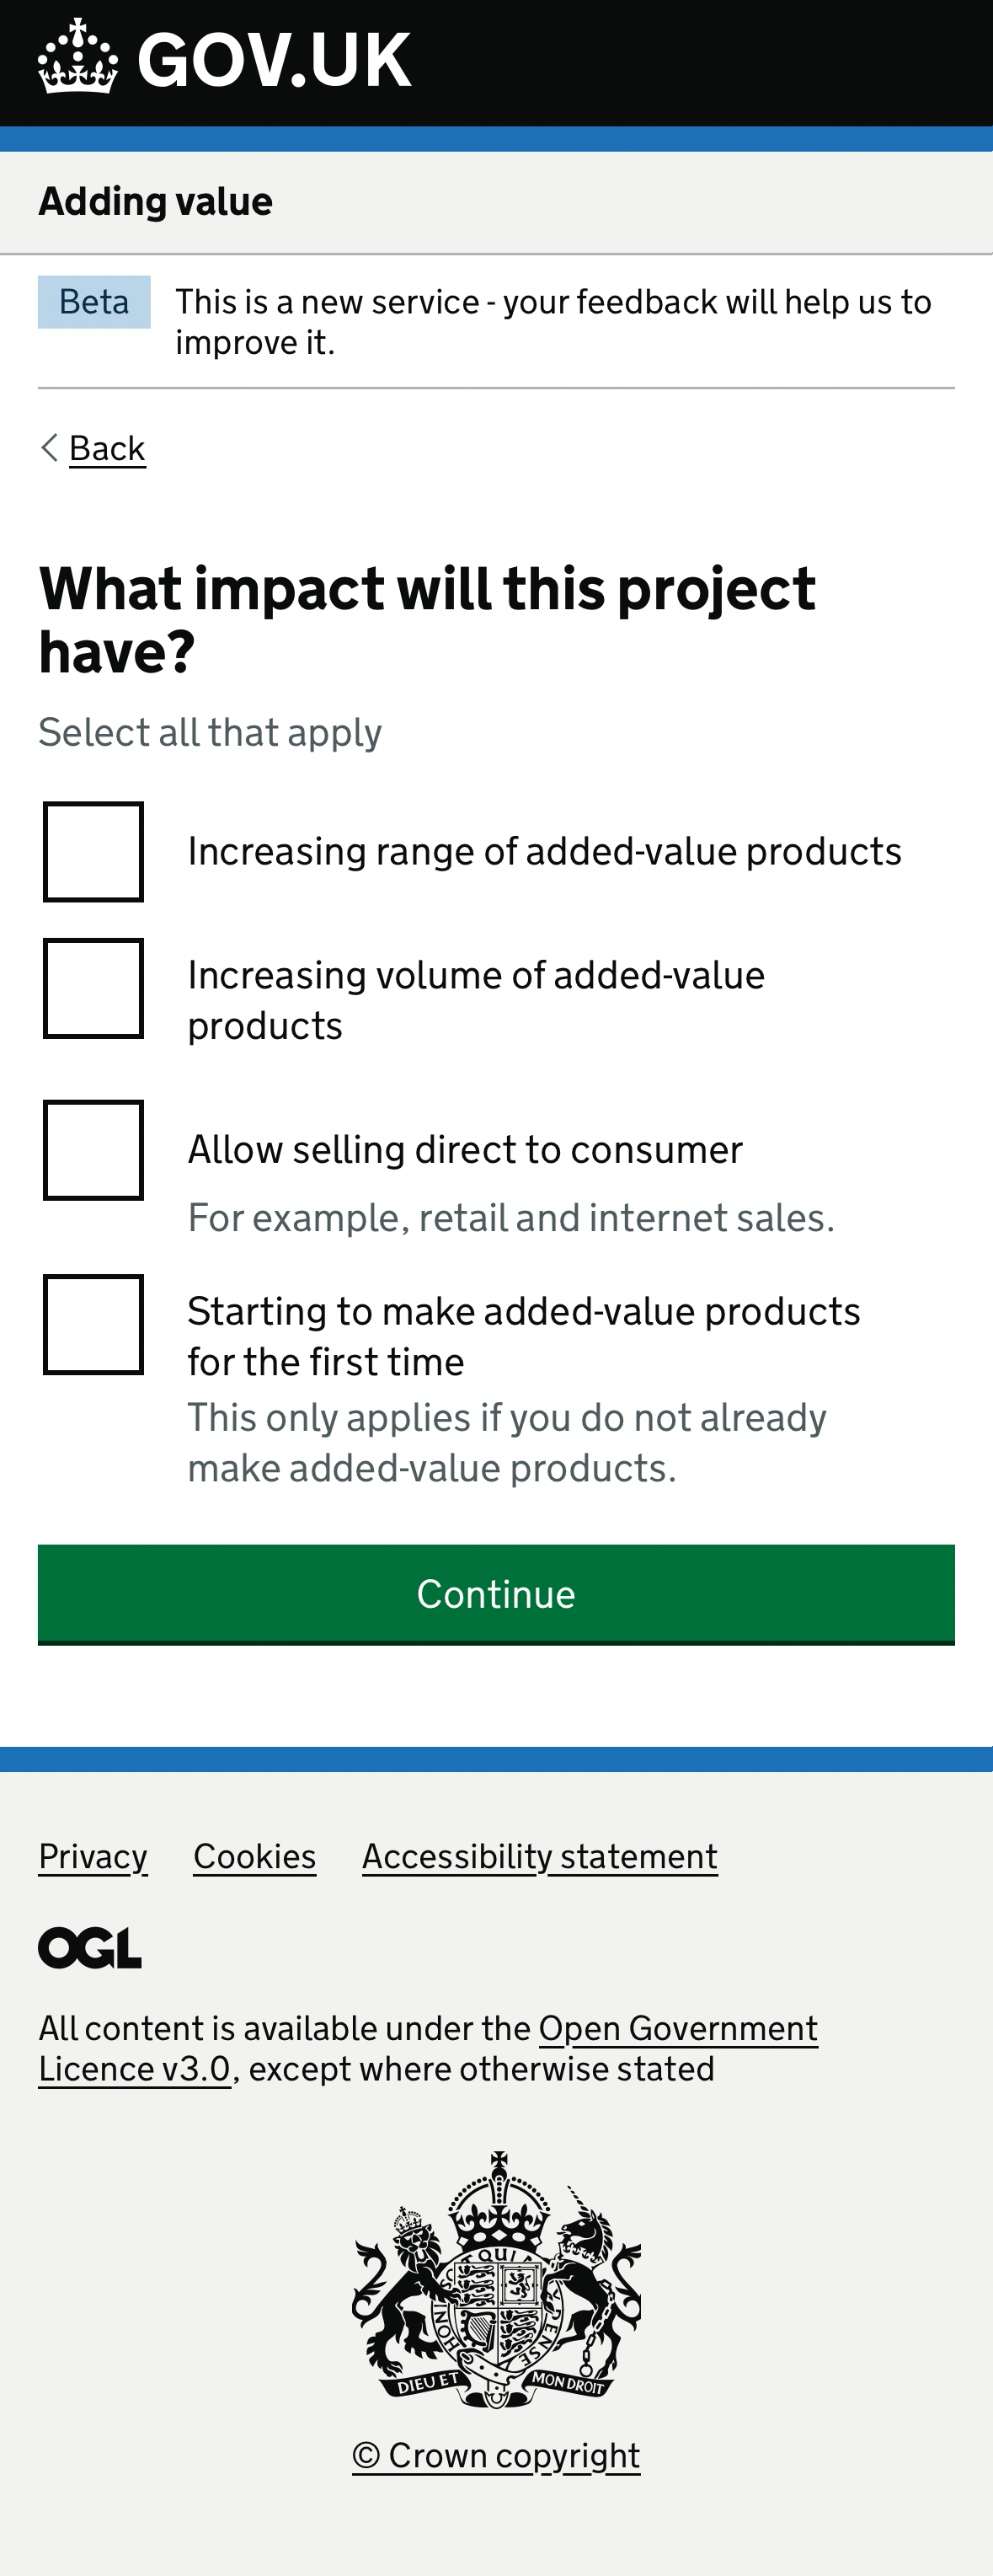 GOV.UK
Adding value
Beta
This is a new service - your feedback will help us to
improve it.
Back
What impact will this project
have?
Select all that apply
Increasing range of added-value products
Increasing volume of added-value
products
Allow selling direct to consumer
For example, retail and internet sales.
Starting to make added-value products
for the first time
This only applies if you do not already
make added-value products.
Continue
Privacy Cookies Accessibility statement
OGL
All content is available under the Open Government
Licence v3.0, except where otherwise stated
QUI
HONI
PENSE
DIEU ET MON DROIT
© Crown copyright